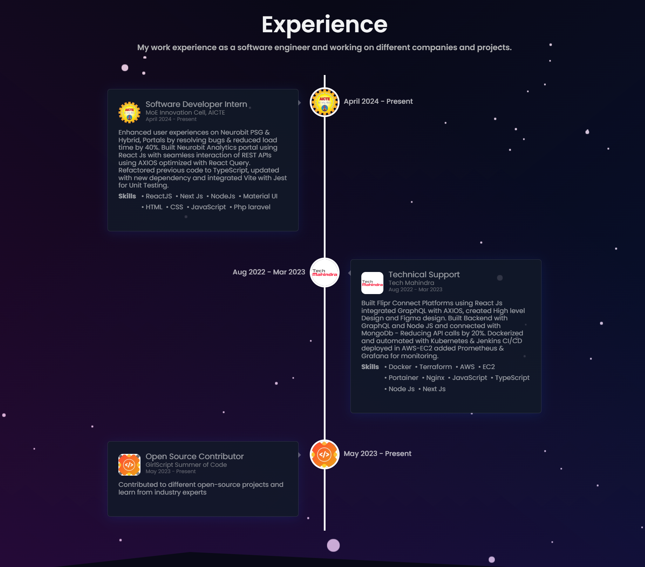 Experience
My work experience as a software engineer and working on different companies and projects.
AICTE
Software Developer Intern
MoE Innovation Cell, AICTE
April 2024 - Present
Enhanced user experiences on Neurobit PSG &
Hybrid, Portals by resolving bugs & reduced load
time by 40%. Built Neurobit Analytics portal using
React Js with seamless interaction of REST APIs
using AXIOS optimized with React Query.
Refactored previous code to TypeScript, updated
with new dependency and integrated Vite with Jest
for Unit Testing.
Skills • ReactJS • Next Js • NodeJs • Material UI
• HTML • CSS • JavaScript • Php laravel
AICTE
April 2024 - Present
Aug 2022 - Mar 2023
Tech
Mahindra
Tech
Mahindra
Technical Support
Tech Mahindra
Aug 2022 - Mar 2023
Built Flipr Connect Platforms using React Js
integrated GraphQL with AXIOS, created High level
Design and Figma design. Built Backend with
GraphQL and Node JS and connected with
MongoDb - Reducing API calls by 20%. Dockerized
and automated with Kubernetes & Jenkins CI/CD
deployed in AWS-EC2 added Prometheus &
Grafana for monitoring.
Skills • Docker • Terraform • AWS • EC2
• Portainer • Nginx • JavaScript • TypeScript
• Node Js • Next Js
</>
Open Source Contributor
GirlScript Summer of Code
May 2023 - Present
Contributed to different open-source projects and
learn from industry experts
</>
May 2023 - Present